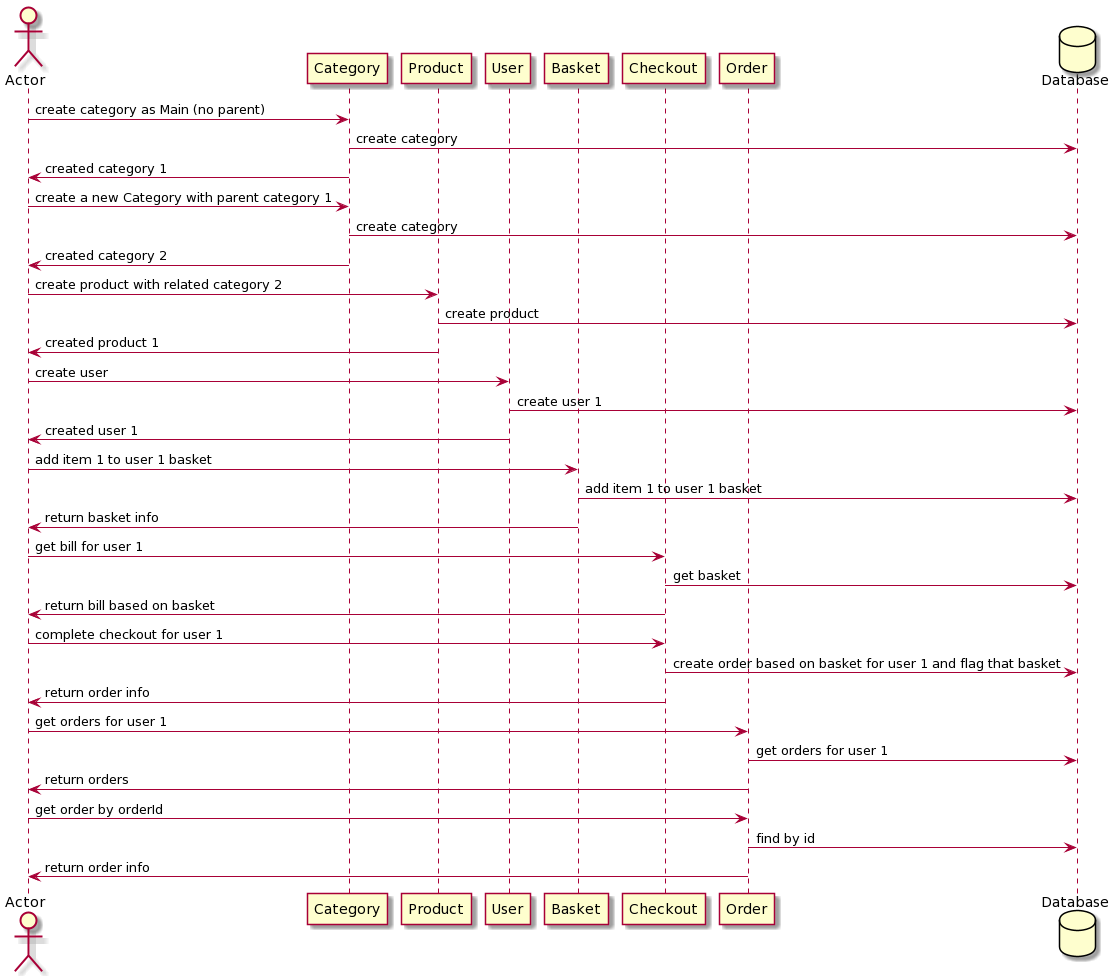 Actor
Category
Product
User
Basket
Checkout
Order
Database
create category as Main (no parent)
create category
created category 1
create a new Category with parent category 1
create category
created category 2
create product with related category 2
create product
created product 1
create user
create user 1
created user 1
add item 1 to user 1 basket
add item 1 to user 1 basket
return basket info
get bill for user 1
get basket
return bill based on basket
complete checkout for user 1
create order based on basket for user 1 and flag that basket
return order info
get orders for user 1
get orders for user 1
return orders
get order by orderId
find by id
return order info
Actor
Category
Product
User
Basket
Checkout
Order
Database